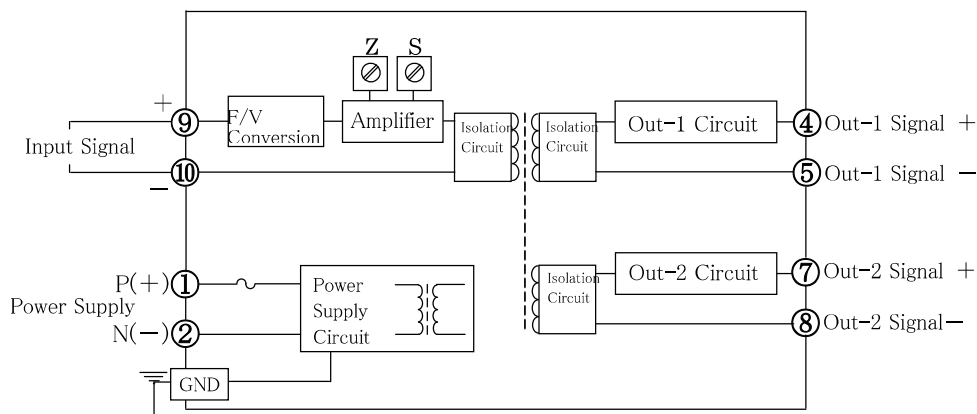 Z S
+
⑨
F/V
Conversion
Amplifier
Isolation
Circuit
Isolation
Circuit
Out-1 Circuit
④ Out-1 Signal +
Input Signal
⑩
−
⑤ Out-1 Signal −
P(+) ①
Power Supply
N(−) ②
Power
Supply
Circuit
GND
Isolation
Circuit
Out-2 Circuit
⑦ Out-2 Signal +
⑧ Out-2 Signal−